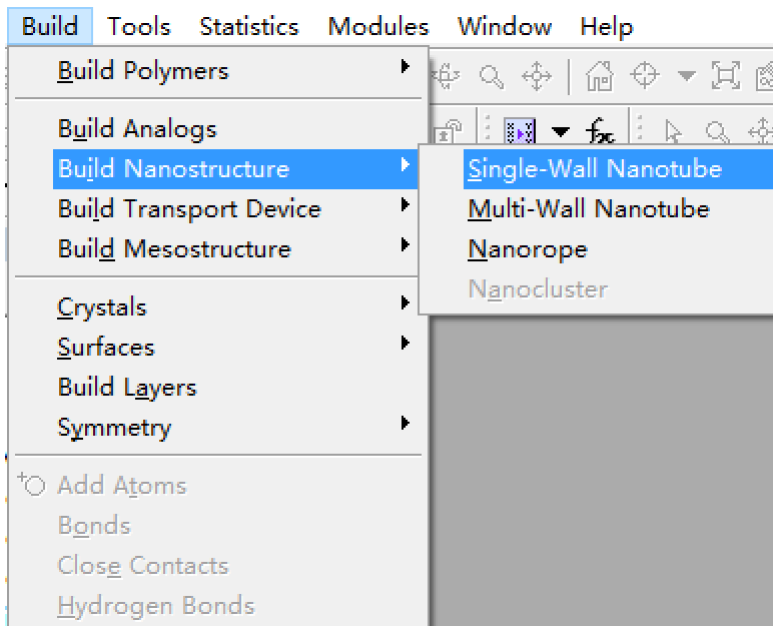 Build Tools Statistics Modules Window Help
Build Polymers
Build Analogs
Build Nanostructure
Single-Wall Nanotube
Build Transport Device
Multi-Wall Nanotube
Build Mesostructure
Nanorope
Nanocluster
Crystals
Surfaces
Build Layers
Symmetry
Add Atoms
Bonds
Close Contacts
Hydrogen Bonds